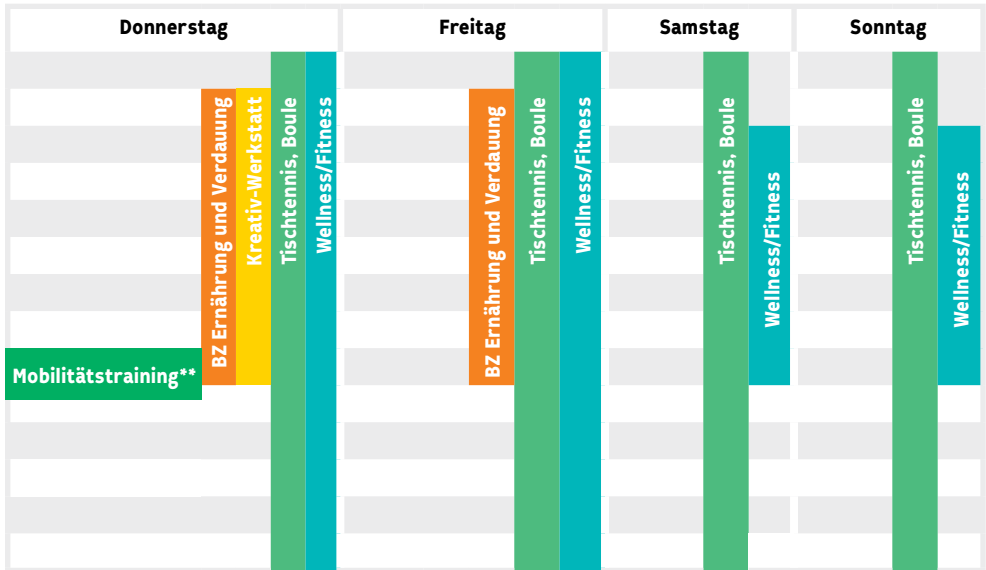 Donnerstag
Freitag
Samstag
Sonntag
BZ Ernährung und Verdauung
Kreativ-Werkstatt
Tischtennis, Boule
Wellness/Fitness
BZ Ernährung und Verdauung
Tischtennis, Boule
Wellness/Fitness
Tischtennis, Boule
Wellness/Fitness
Tischtennis, Boule
Wellness/Fitness
Mobilitätstraining**